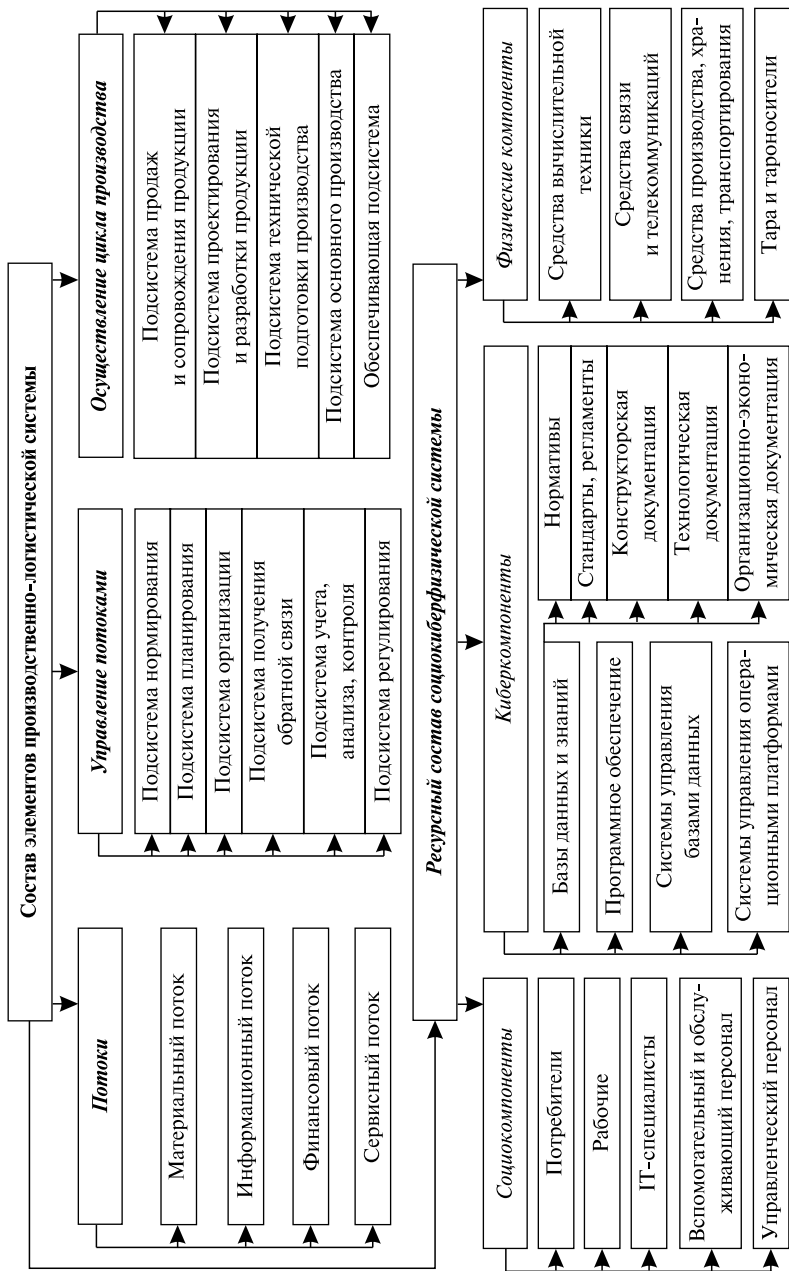 Состав элементов производственно-логистической системы
Потоки
Материальный поток
Информационный поток
Финансовый поток
Сервисный поток
Управление потоками
Подсистема нормирования
Подсистема планирования
Подсистема организации
Подсистема получения
обратной связи
Подсистема учета,
анализа, контроля
Подсистема регулирования
Осуществление цикла производства
Подсистема продаж
и сопровождения продукции
Подсистема проектирования
и разработки продукции
Подсистема технической
подготовки производства
Подсистема основного производства
Обеспечивающая подсистема
Ресурсный состав социокиберфизической системы
Социокомпоненты
Потребители
Рабочие
IT-специалисты
Вспомогательный и обслу-
живающий персонал
Управленческий персонал
Киберкомпоненты
Базы данных и знаний
Программное обеспечение
Системы управления
базами данных
Системы управления опера-
ционными платформами
Нормативы
Стандарты, регламенты
Конструкторская
документация
Технологическая
документация
Организационно-эконо-
мическая документация
Физические компоненты
Средства вычислительной
техники
Средства связи
и телекоммуникаций
Средства производства, хра-
нения, транспортирования
Тара и тароносители